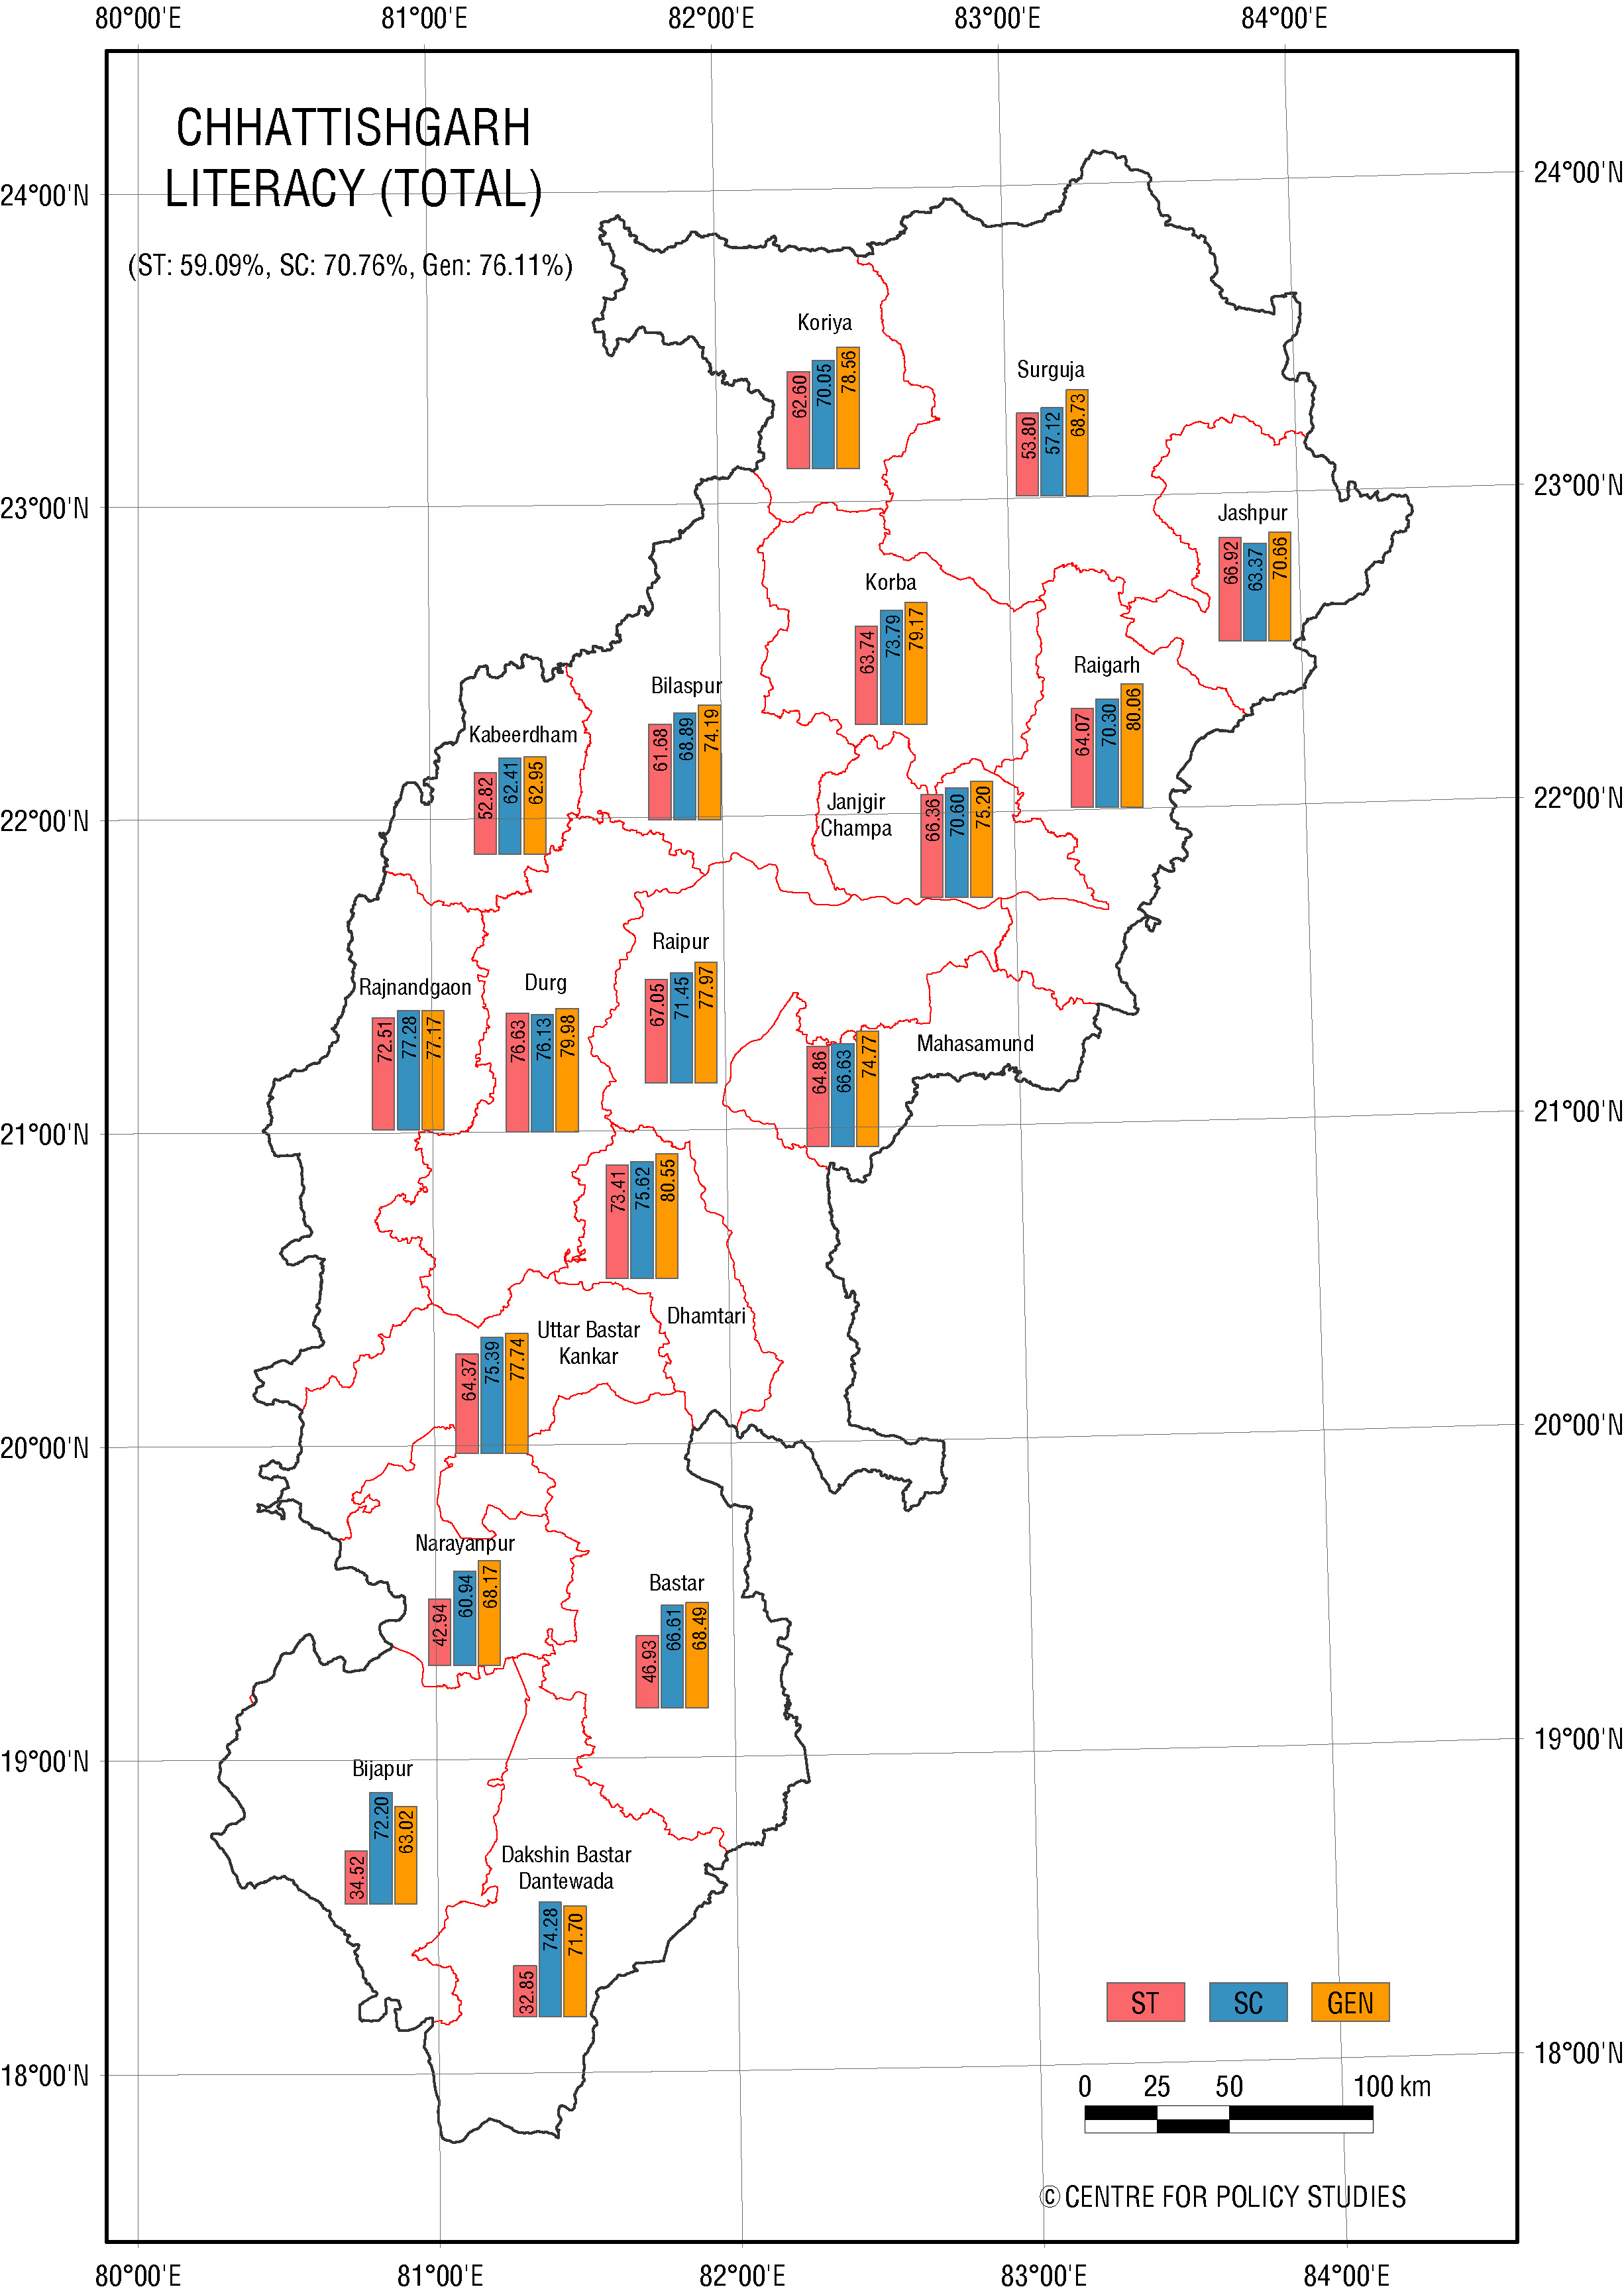 80°00'E 81°00'E 82°00'E 83°00'E 84°00'E
CHHATTISHGARH
LITERACY (TOTAL)
(ST: 59.09%, SC: 70.76%, Gen: 76.11%)
24°00'N
24°00'N
Koriya
62.60 70.05 78.56
Surguja
53.80 57.12 68.73
23°00'N
23°00'N
Jashpur
66.92 63.37 70.66
Korba
63.74 73.79 79.17
Raigarh
64.07 70.30 80.06
Bilaspur
61.68 68.89 74.19
Kabeerdham
52.82 62.41 62.95
Janjgir
Champa
66.36 70.60 75.20
22°00'N
22°00'N
Raipur
67.05 71.45 77.97
Rajnandgaon
72.51 77.28 77.17
Durg
76.63 76.13 79.98
Mahasamund
64.86 66.63 74.77
21°00'N
21°00'N
73.41 75.62 80.55
Dhamtari
Uttar Bastar
Kankar
64.37 75.39 77.74
20°00'N
20°00'N
Narayanpur
42.94 60.94 68.17
Bastar
46.93 66.61 68.49
19°00'N
19°00'N
Bijapur
34.52 72.20 63.02
Dakshin Bastar
Dantewada
32.85 74.28 71.70
ST SC GEN
18°00'N
18°00'N
0 25 50 100 km
© CENTRE FOR POLICY STUDIES
80°00'E 81°00'E 82°00'E 83°00'E 84°00'E